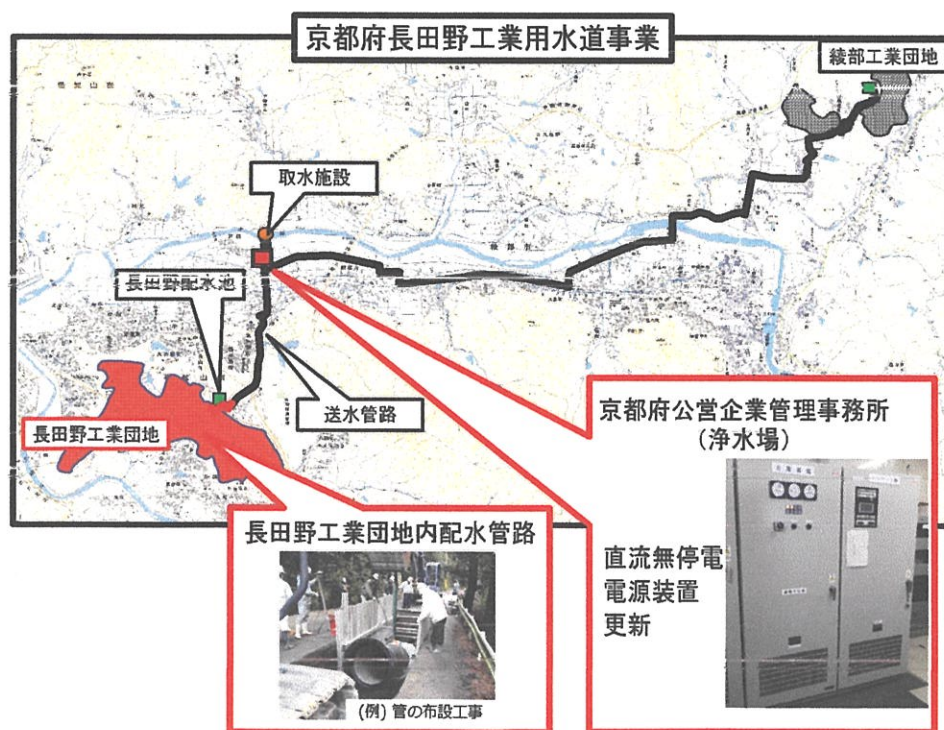 京都府長田野工業用水道事業
綾部工業団地
取水施設
長田野配水池
送水管路
長田野工業団地
京都府公営企業管理事務所
(浄水場)
直流無停電
電源装置
更新
長田野工業団地内配水管路
(例) 管の布設工事